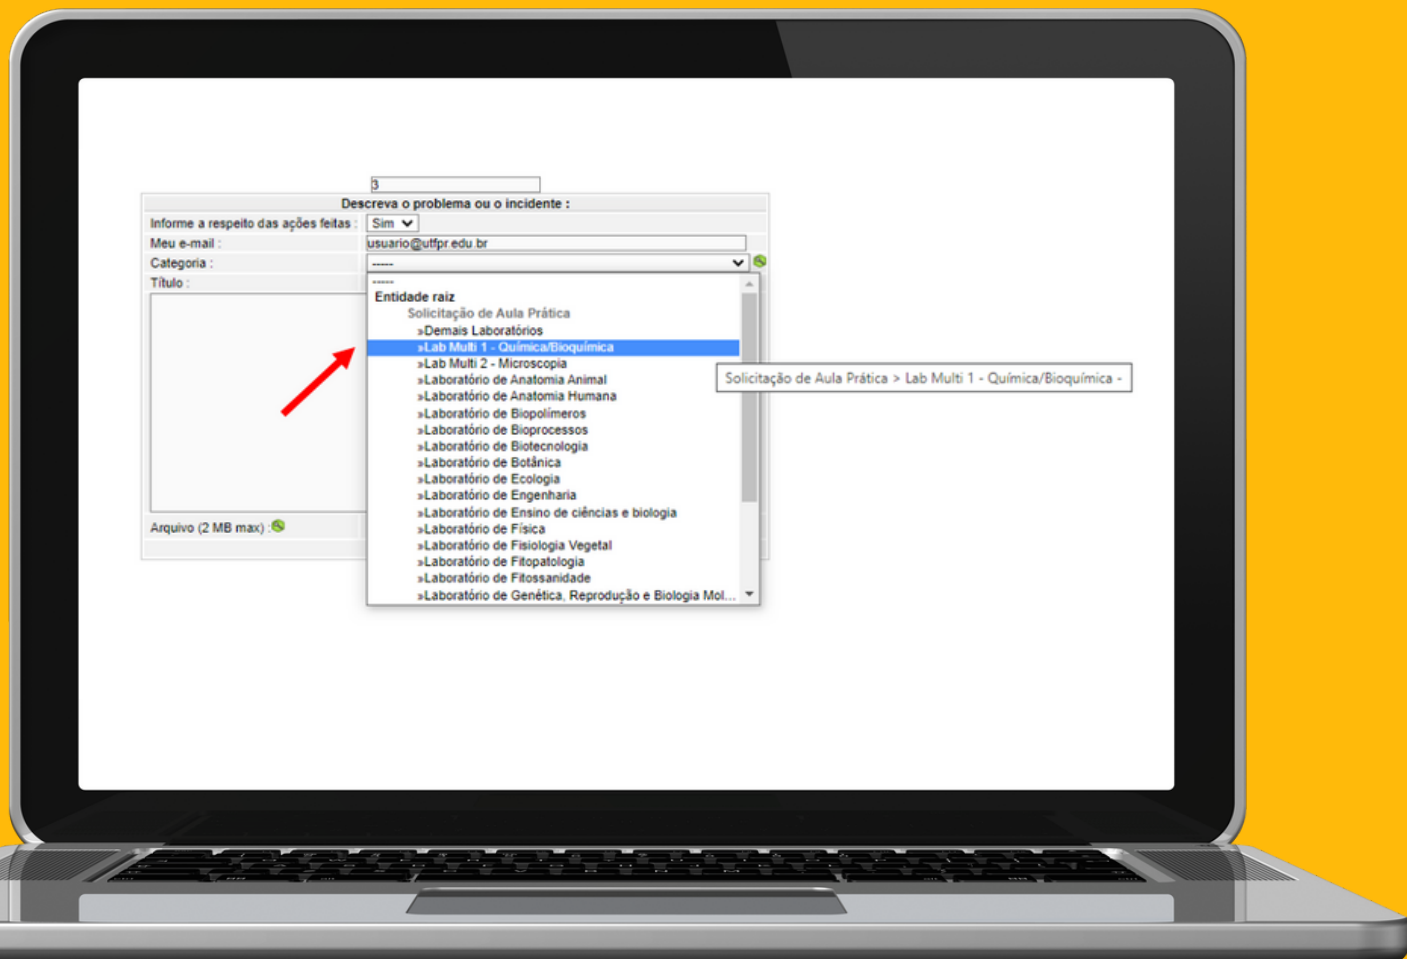 3
Descreva o problema ou o incidente :
Informe a respeito das ações feitas : Sim
Meu e-mail : usuario@utfpr.edu.br
Categoria : -----
Título :
-----
Entidade raiz
Solicitação de Aula Prática
»Demais Laboratórios
»Lab Multi 1 - Química/Bioquímica
»Lab Multi 2 - Microscopia
Solicitação de Aula Prática > Lab Multi 1 - Química/Bioquímica -
»Laboratório de Anatomia Animal
»Laboratório de Anatomia Humana
»Laboratório de Biopolímeros
»Laboratório de Bioprocessos
»Laboratório de Biotecnologia
»Laboratório de Botânica
»Laboratório de Ecologia
»Laboratório de Engenharia
»Laboratório de Ensino de ciências e biologia
»Laboratório de Física
»Laboratório de Fisiologia Vegetal
»Laboratório de Fitopatologia
»Laboratório de Fitossanidade
»Laboratório de Genética, Reprodução e Biologia Mol...
Arquivo (2 MB max) :